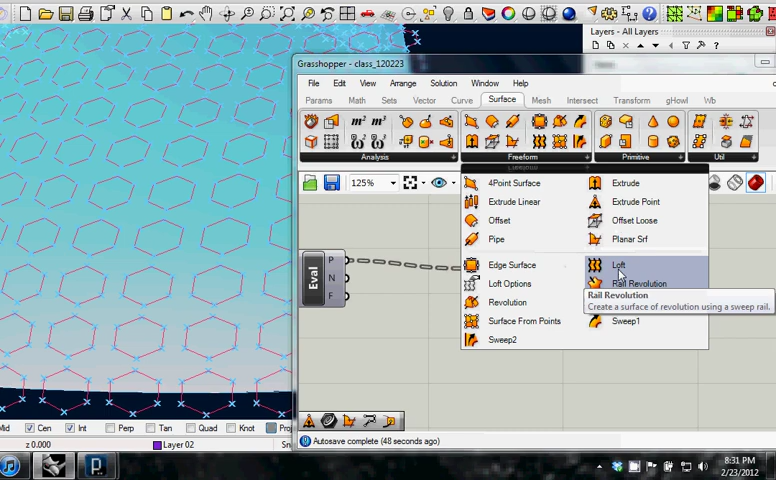 Layers - All Layers
Grasshopper - class_120223
File Edit View Arrange Solution Window Help
Params Math Sets Vector Curve Surface Mesh Intersect Transform gHowl Wb
Analysis Freeform Primitive Util
125%
4Point Surface Extrude
Extrude Linear Extrude Point
Offset Offset Loose
Pipe Planar Srf
Edge Surface Loft
Loft Options Rail Revolution
Revolution
Surface From Points Sweep1
Sweep2
Rail Revolution
Create a surface of revolution using a sweep rail.
Eval
P
N
F
Autosave complete (48 seconds ago)
Mid Cen Int Perp Tan Quad Knot
z 0.000 Layer 02
8:31 PM
2/23/2012